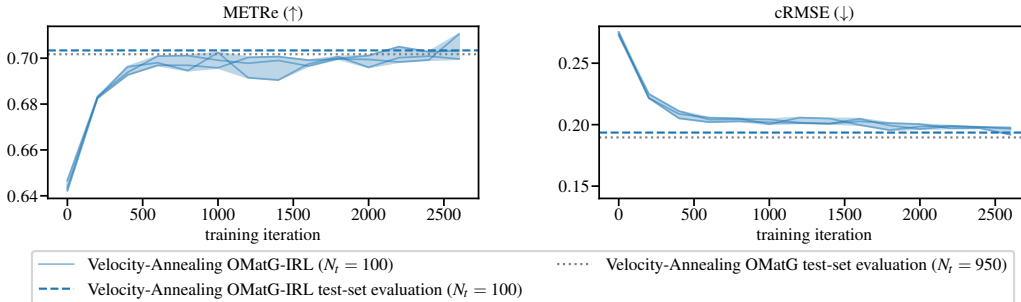 METRe (↑)
0.70
0.68
0.66
0.64
0 500 1000 1500 2000 2500
training iteration
cRMSE (↓)
0.25
0.20
0.15
0 500 1000 1500 2000 2500
training iteration
Velocity-Annealing OMatG-IRL (N_t = 100)
Velocity-Annealing OMatG-IRL test-set evaluation (N_t = 100)
Velocity-Annealing OMatG test-set evaluation (N_t = 950)